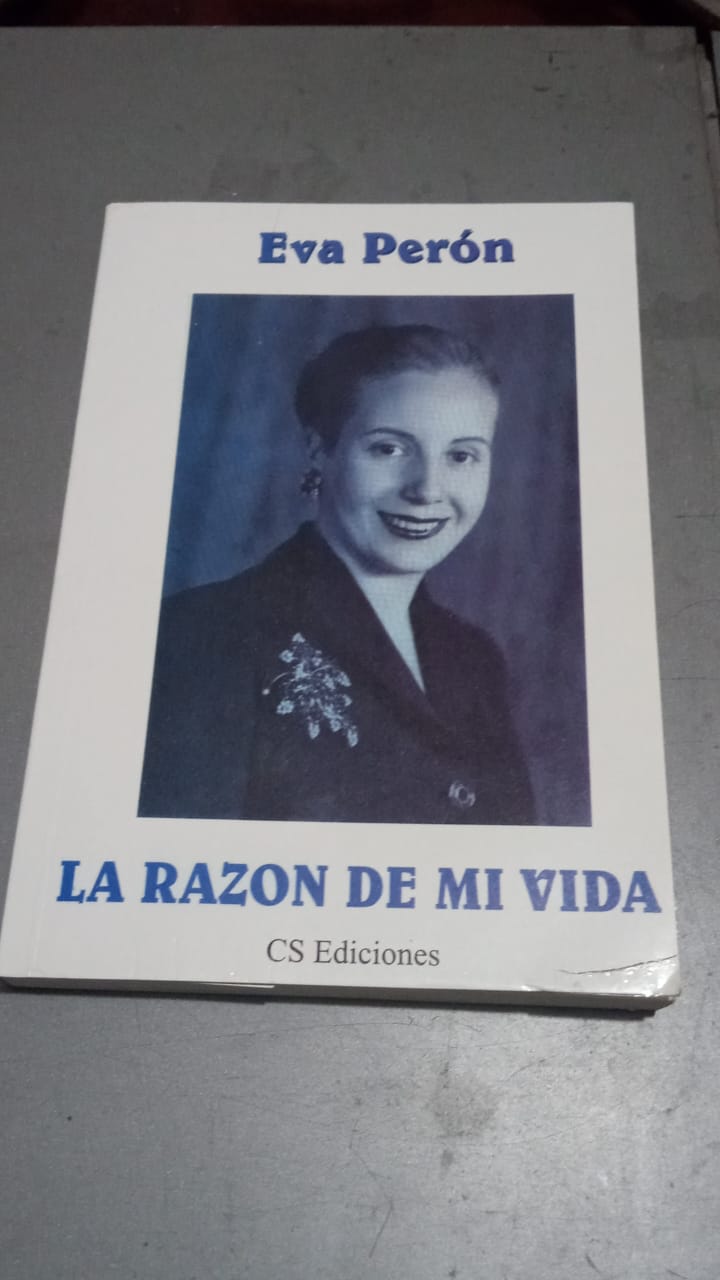 Eva Perón
LA RAZON DE MI VIDA
CS Ediciones